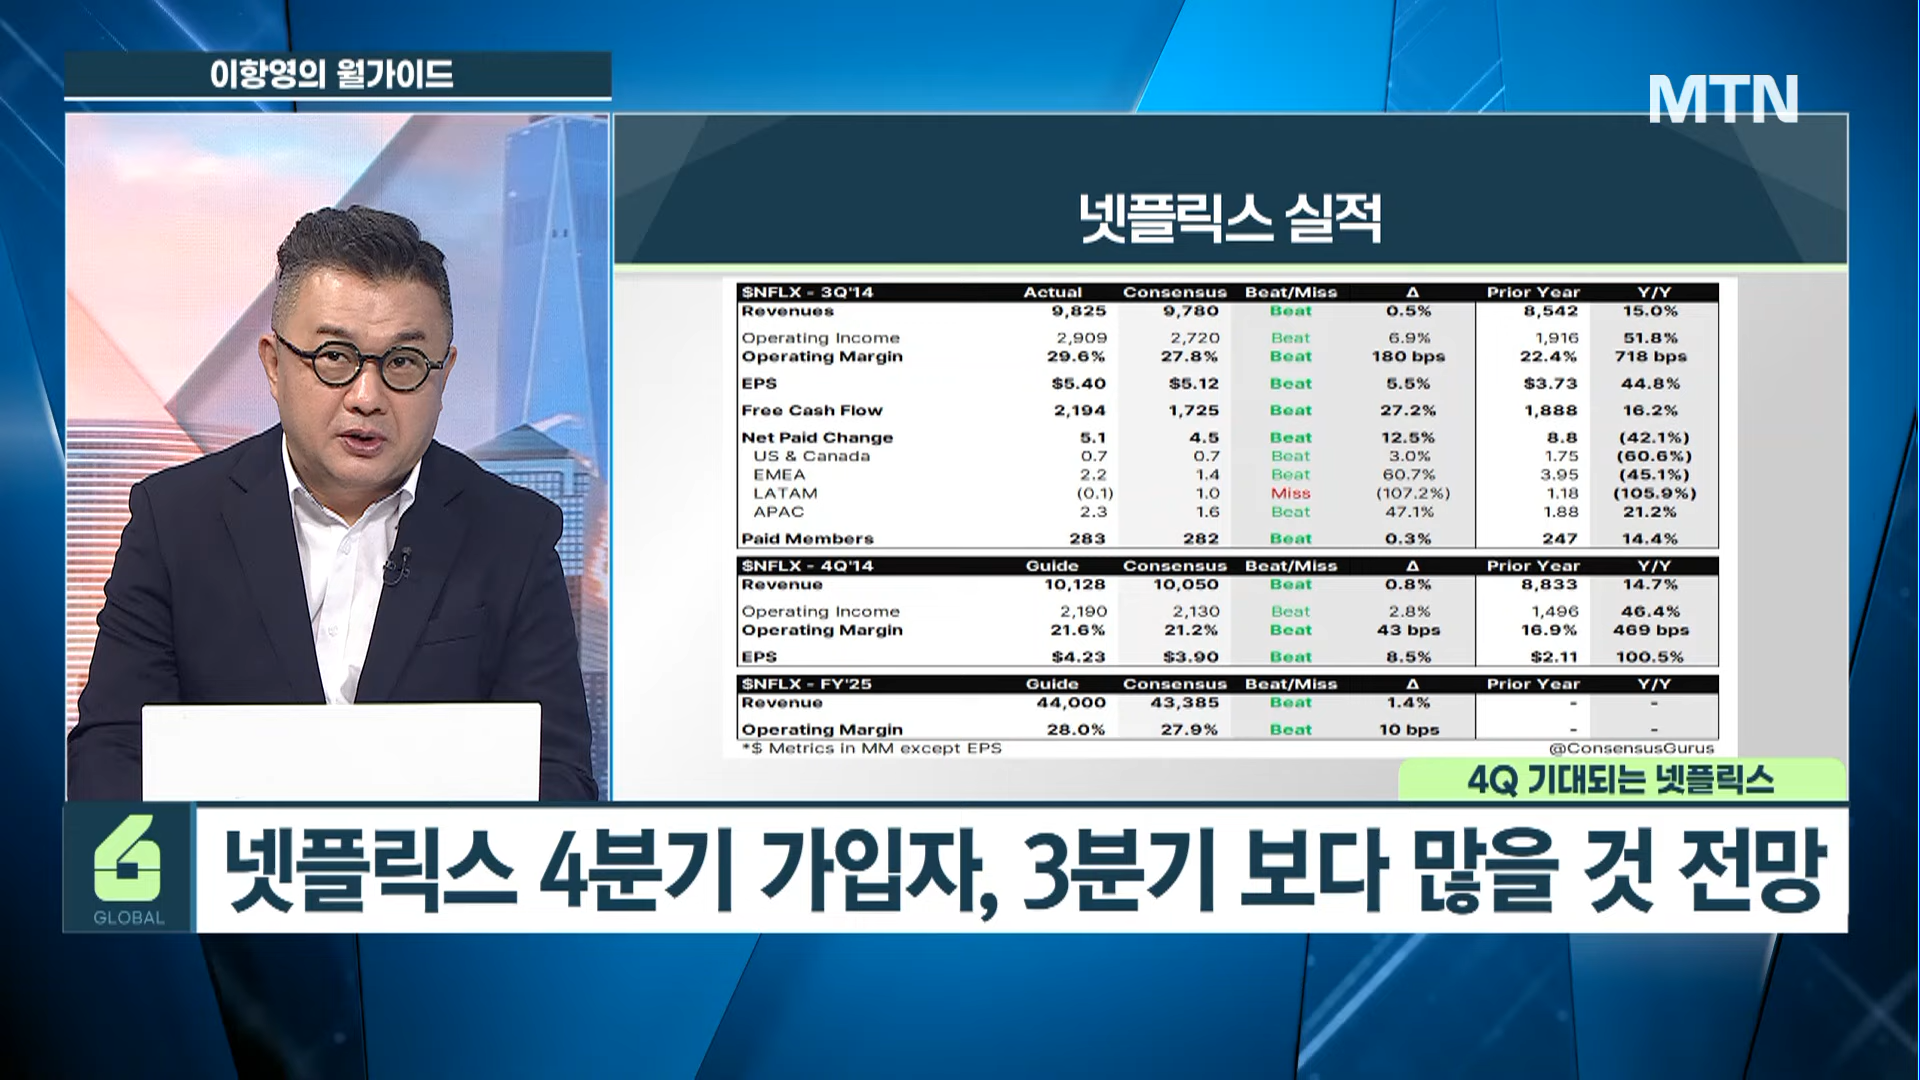 이항영의 월가이드
MTN
넷플릭스 실적
$NFLX - 3Q'14 Actual Consensus Beat/Miss Δ Prior Year Y/Y
Revenues 9,825 9,780 Beat 0.5% 8,542 15.0%
Operating Income 2,909 2,720 Beat 6.9% 1,916 51.8%
Operating Margin 29.6% 27.8% Beat 180 bps 22.4% 718 bps
EPS $5.40 $5.12 Beat 5.5% $3.73 44.8%
Free Cash Flow 2,194 1,725 Beat 27.2% 1,888 16.2%
Net Paid Change 5.1 4.5 Beat 12.5% 8.8 (42.1%)
US & Canada 0.7 0.7 Beat 3.0% 1.75 (60.6%)
EMEA 2.2 1.4 Beat 60.7% 3.95 (45.1%)
LATAM (0.1) 1.0 Miss (107.2%) 1.18 (105.9%)
APAC 2.3 1.6 Beat 47.1% 1.88 21.2%
Paid Members 283 282 Beat 0.3% 247 14.4%
$NFLX - 4Q'14 Guide Consensus Beat/Miss Δ Prior Year Y/Y
Revenue 10,128 10,050 Beat 0.8% 8,833 14.7%
Operating Income 2,190 2,130 Beat 2.8% 1,496 46.4%
Operating Margin 21.6% 21.2% Beat 43 bps 16.9% 469 bps
EPS $4.23 $3.90 Beat 8.5% $2.11 100.5%
$NFLX - FY'25 Guide Consensus Beat/Miss Δ Prior Year Y/Y
Revenue 44,000 43,385 Beat 1.4% - -
Operating Margin 28.0% 27.9% Beat 10 bps - -
*$ Metrics in MM except EPS @ConsensusGurus
4Q 기대되는 넷플릭스
넷플릭스 4분기 가입자, 3분기 보다 많을 것 전망
GLOBAL